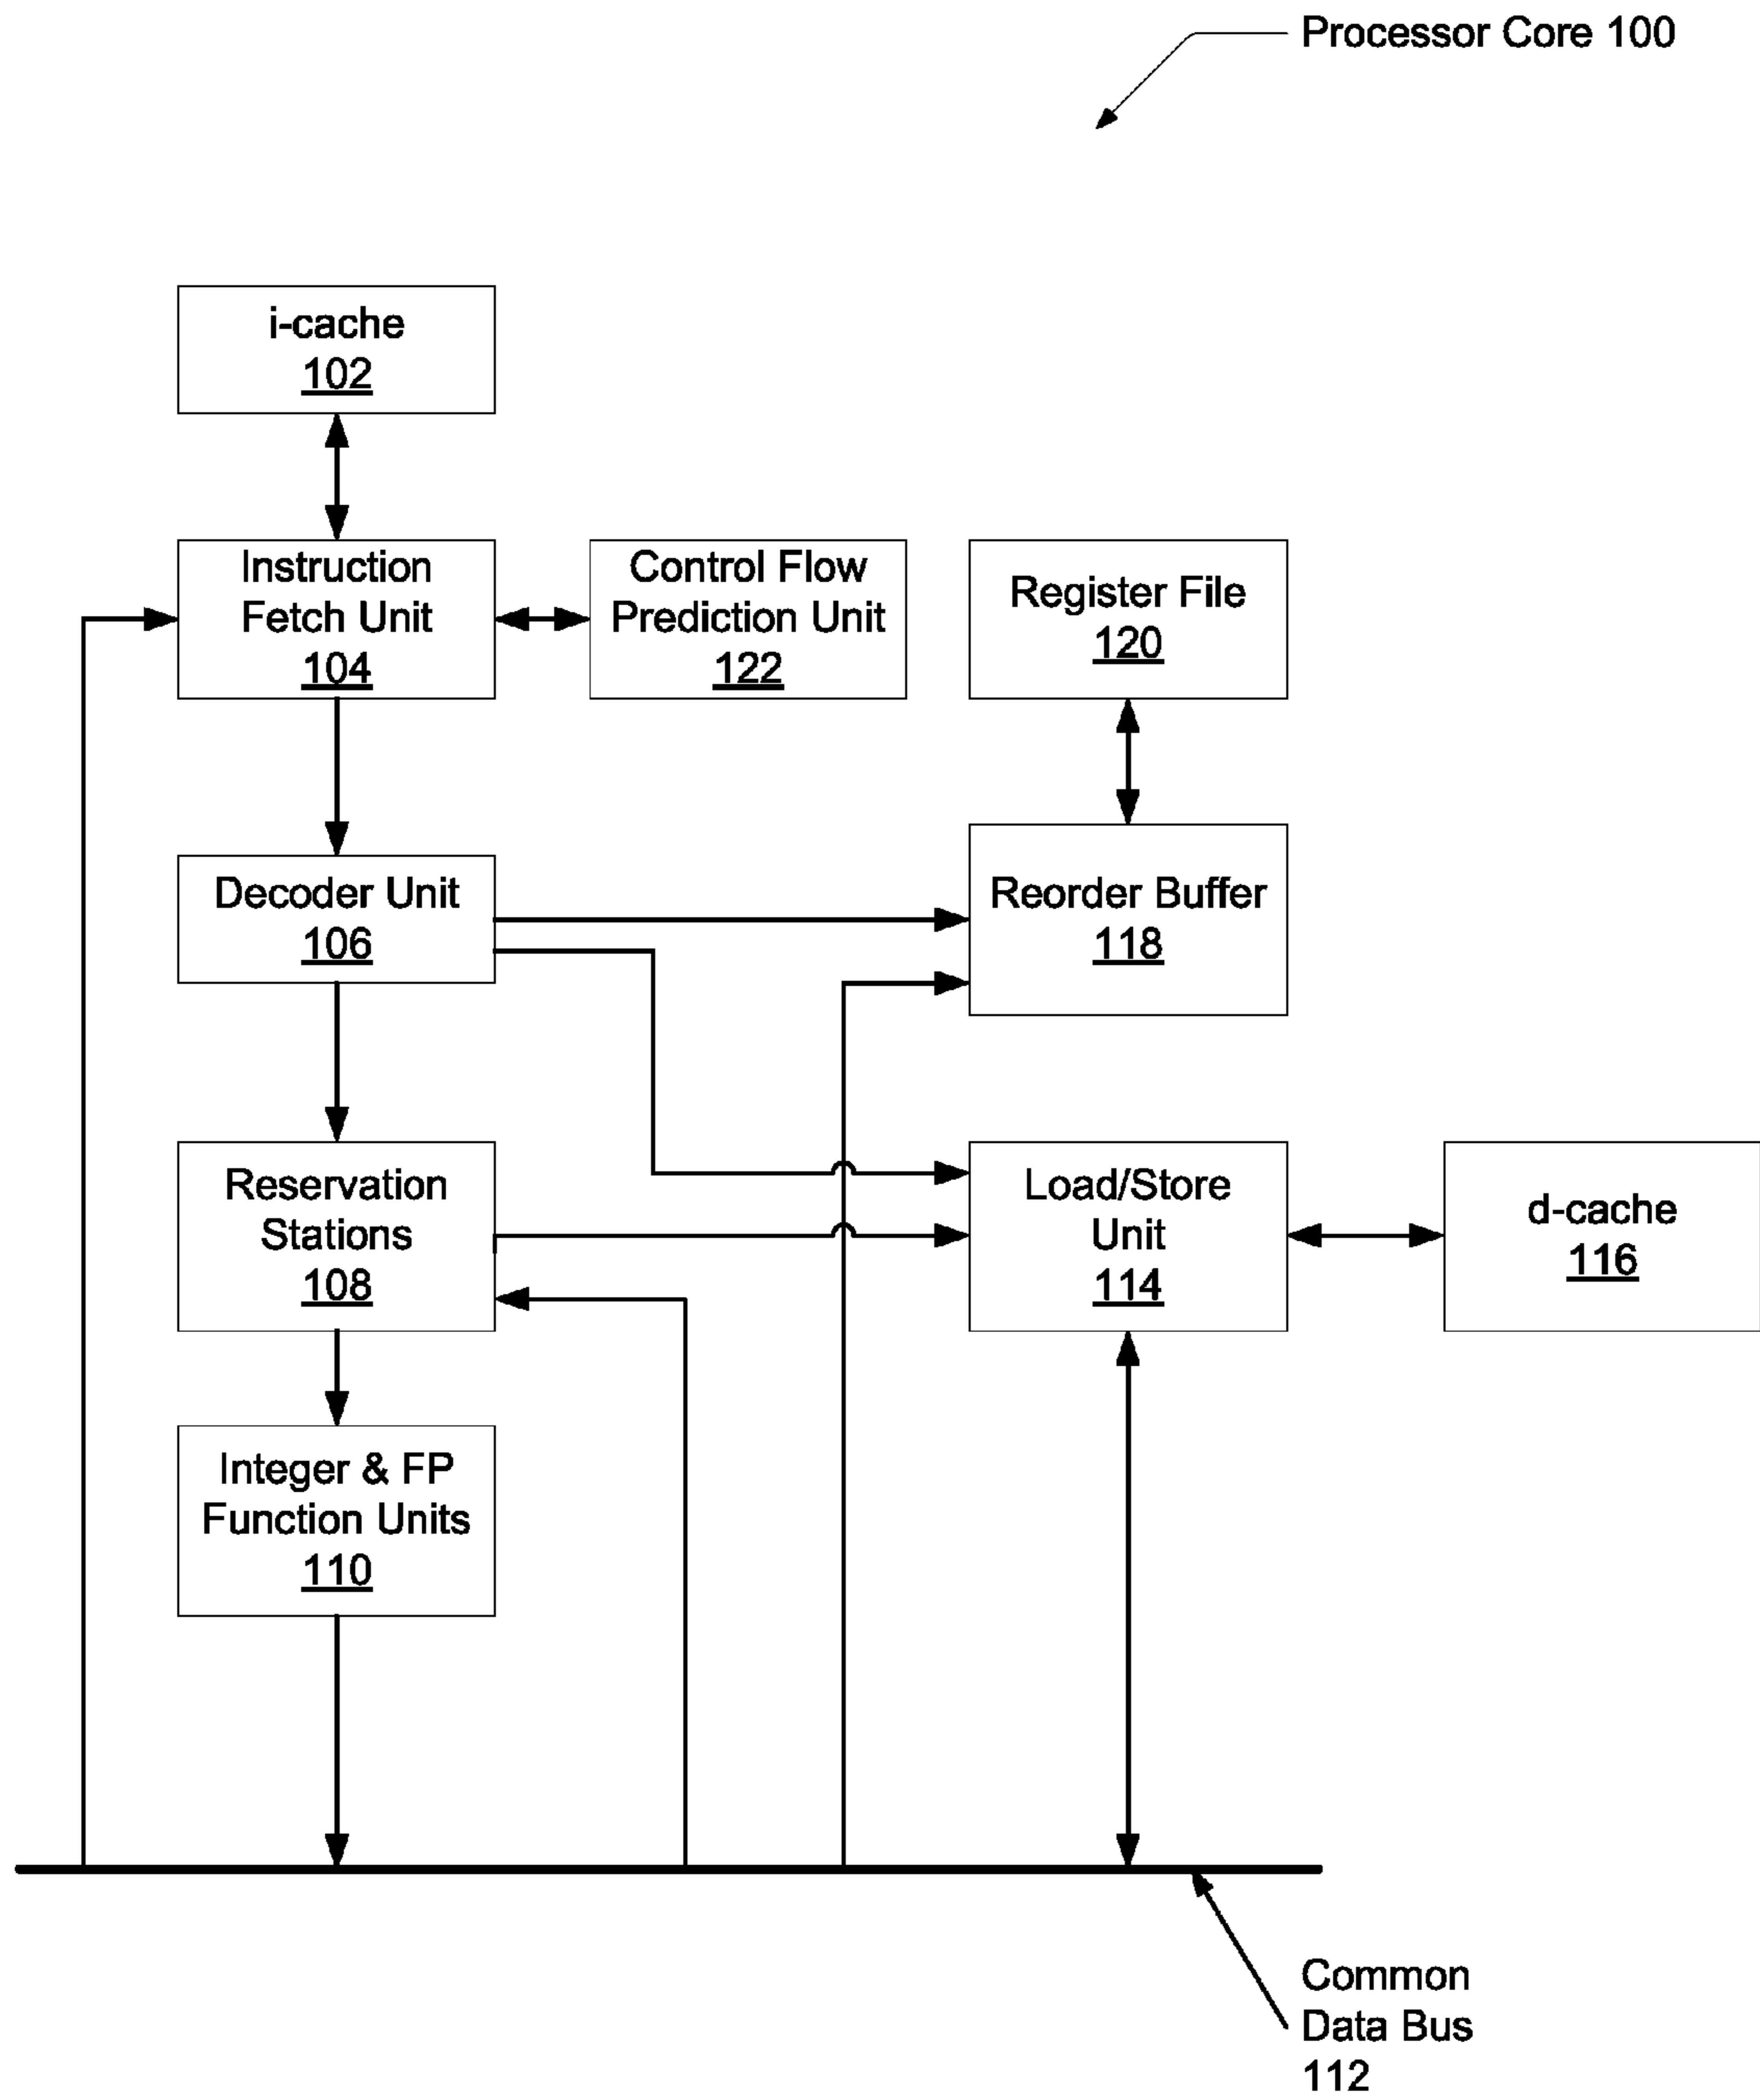 Processor Core 100
i-cache
102
Instruction
Fetch Unit
104
Control Flow
Prediction Unit
122
Register File
120
Decoder Unit
106
Reorder Buffer
118
Reservation
Stations
108
Load/Store
Unit
114
d-cache
116
Integer & FP
Function Units
110
Common
Data Bus
112